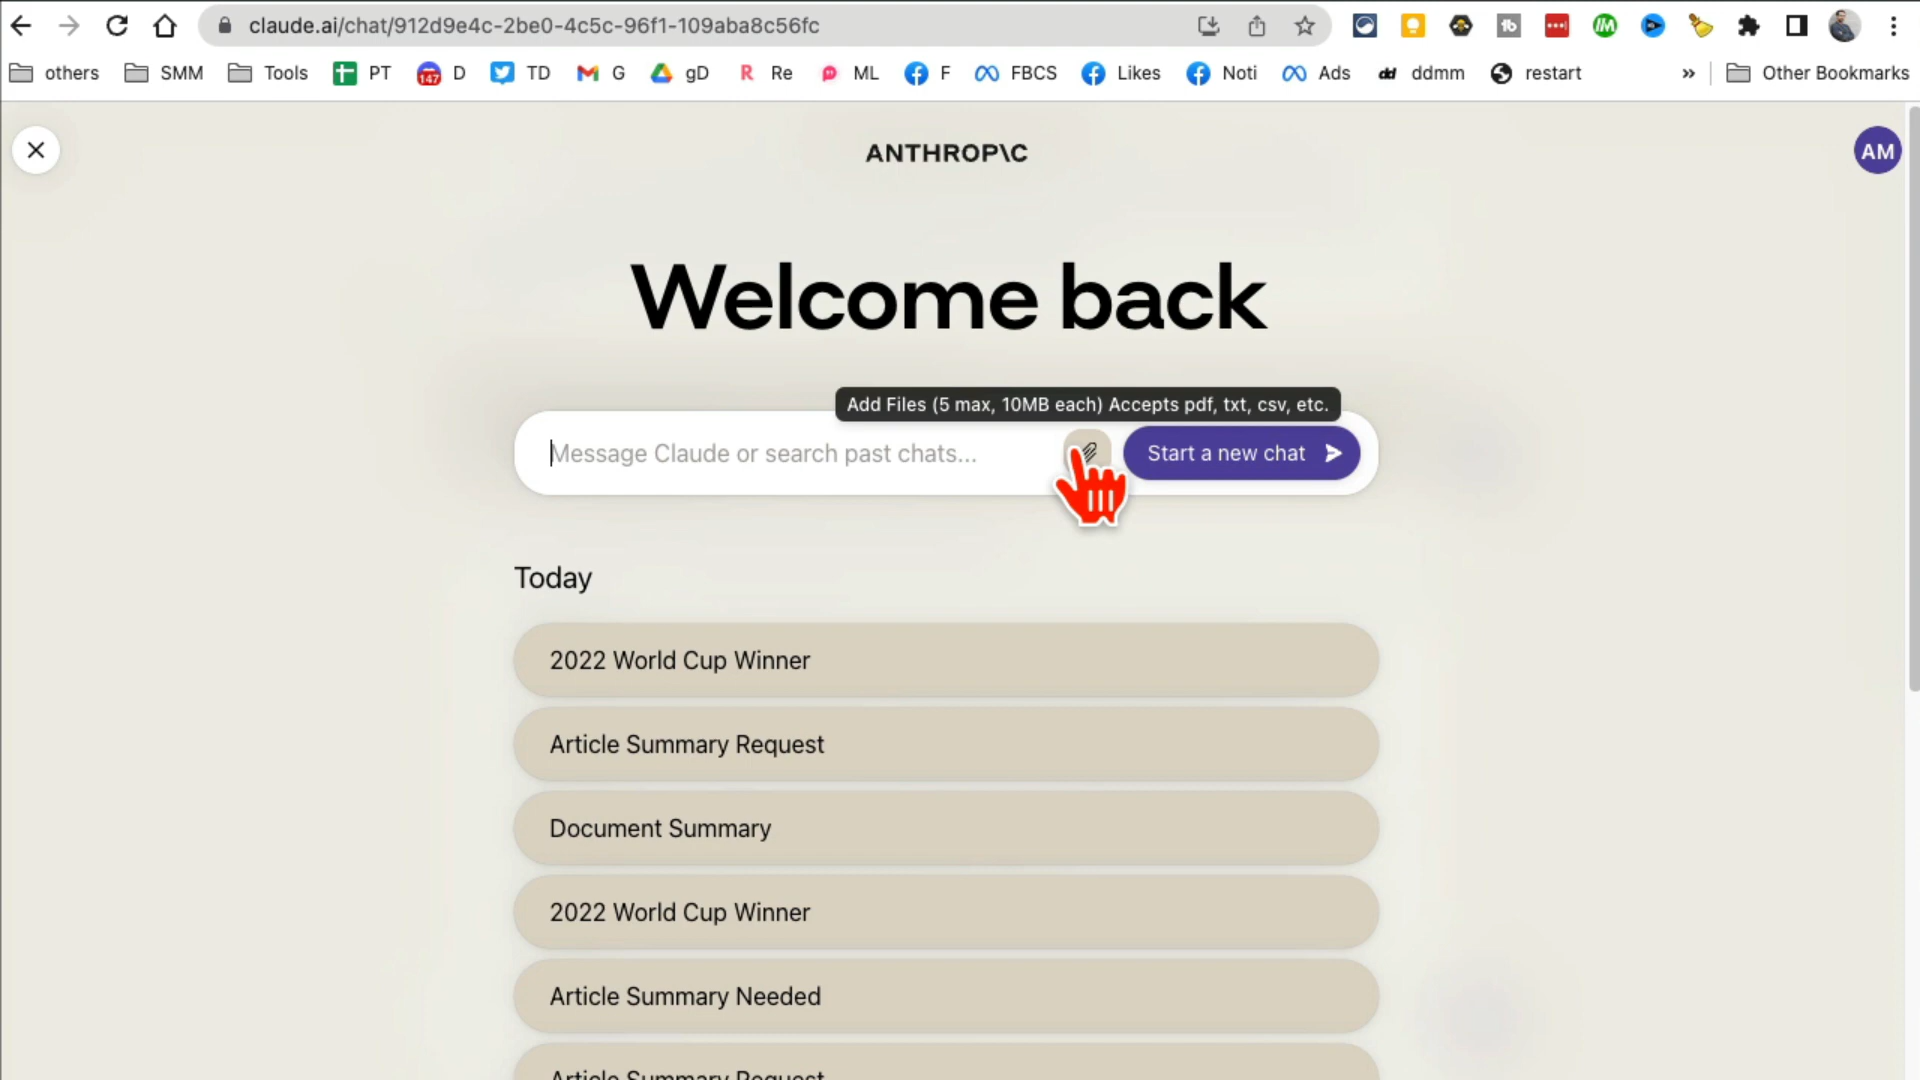 claude.ai/chat/912d9e4c-2be0-4c5c-96f1-109aba8c56fc
others SMM Tools PT 147 D TD G gD R Re ML F FBCS Likes Noti Ads dd ddmm restart » Other Bookmarks
ANTHROP\C
AM
Welcome back
Add Files (5 max, 10MB each) Accepts pdf, txt, csv, etc.
Message Claude or search past chats...
Start a new chat
Today
2022 World Cup Winner
Article Summary Request
Document Summary
2022 World Cup Winner
Article Summary Needed
Article Summary Request